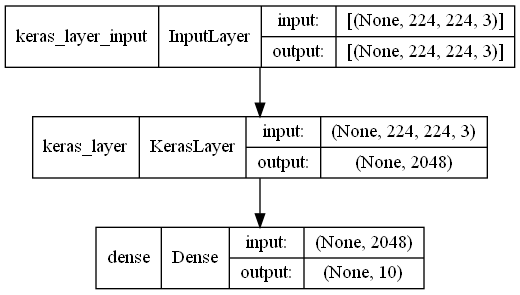 keras_layer_input InputLayer input: [(None, 224, 224, 3)]
output: [(None, 224, 224, 3)]
keras_layer KerasLayer input: (None, 224, 224, 3)
output: (None, 2048)
dense Dense input: (None, 2048)
output: (None, 10)